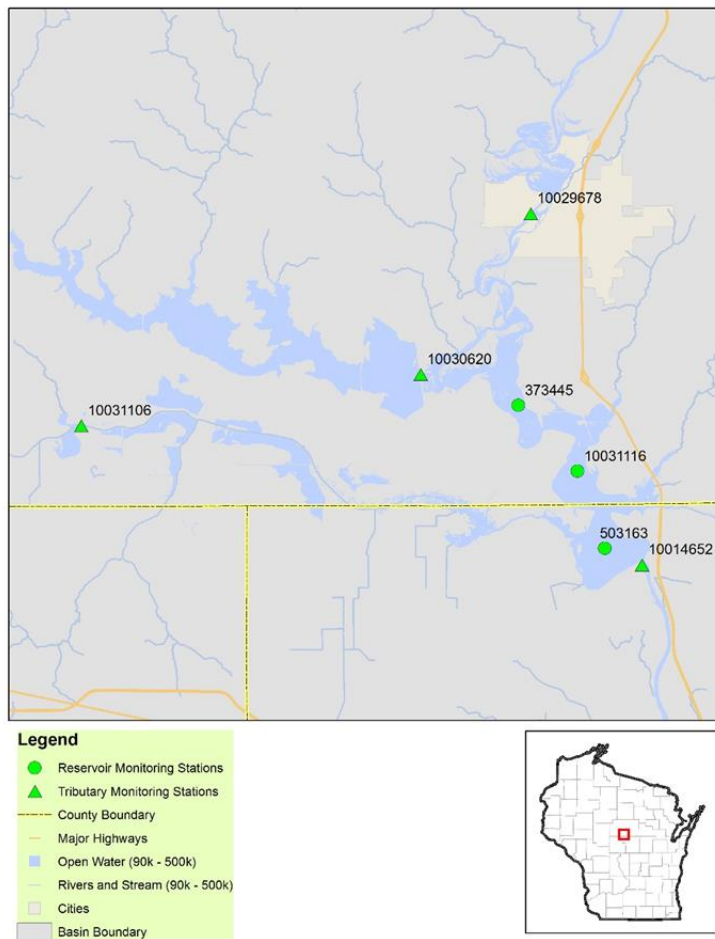 10029678
10030620
373445
10031106
10031116
503163
10014652
Legend
Reservoir Monitoring Stations
Tributary Monitoring Stations
County Boundary
Major Highways
Open Water (90k - 500k)
Rivers and Stream (90k - 500k)
Cities
Basin Boundary